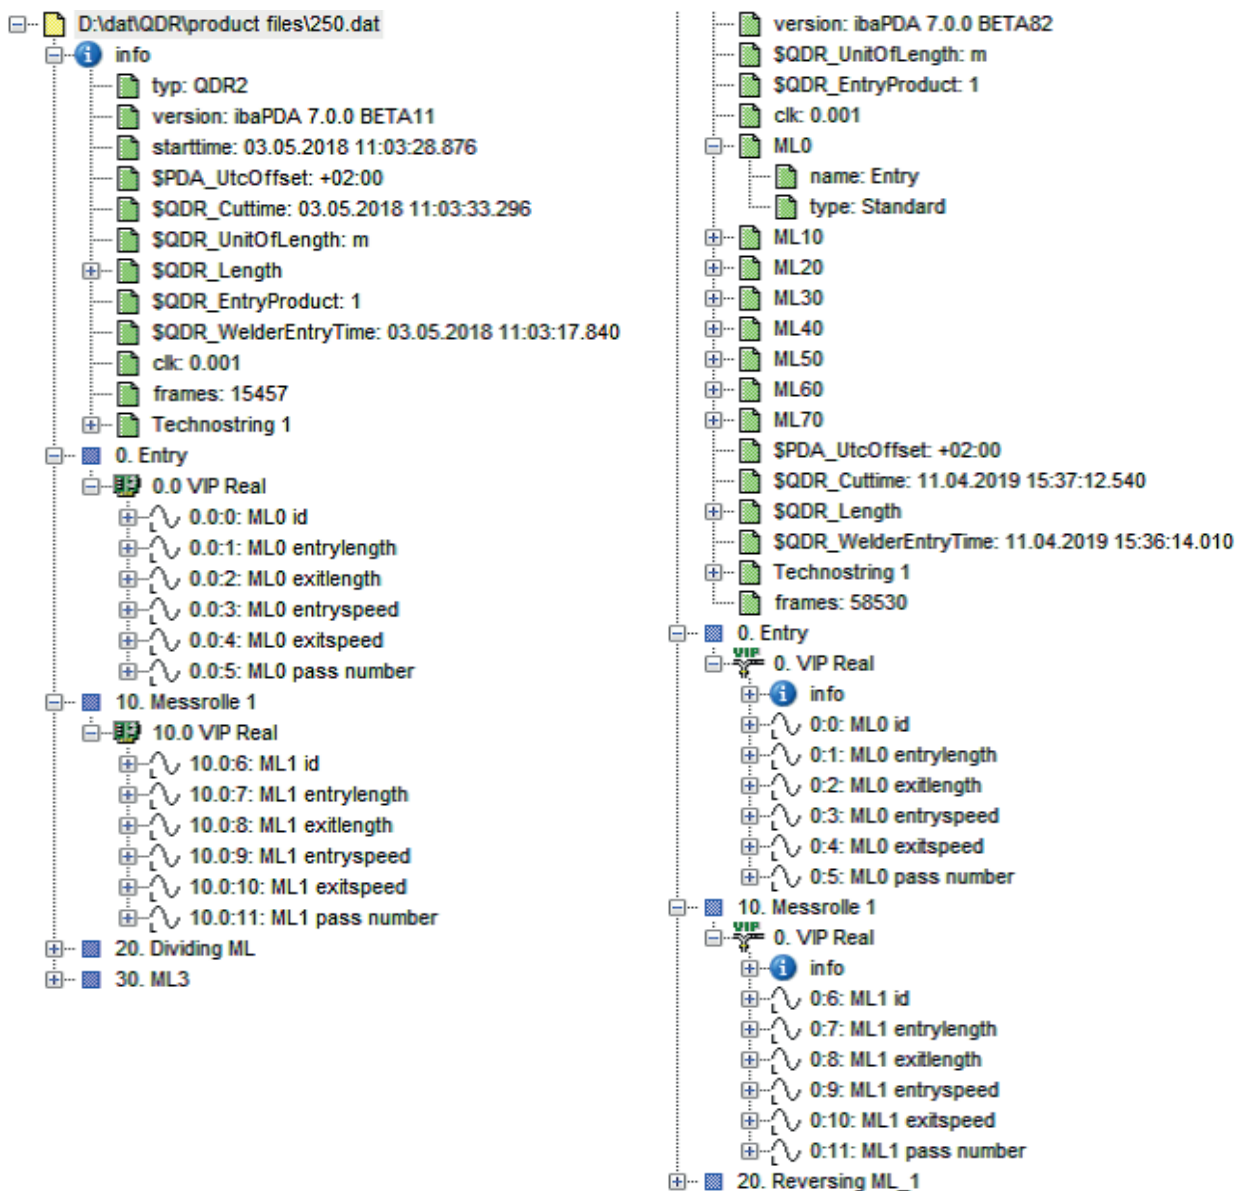 D:\dat\QDR\product files\250.dat
info
typ: QDR2
version: ibaPDA 7.0.0 BETA11
starttime: 03.05.2018 11:03:28.876
$PDA_UtcOffset: +02:00
$QDR_Cuttime: 03.05.2018 11:03:33.296
$QDR_UnitOfLength: m
$QDR_Length
$QDR_EntryProduct: 1
$QDR_WelderEntryTime: 03.05.2018 11:03:17.840
clk: 0.001
frames: 15457
Technostring 1
0. Entry
0.0 VIP Real
0.0:0: ML0 id
0.0:1: ML0 entrylength
0.0:2: ML0 exitlength
0.0:3: ML0 entryspeed
0.0:4: ML0 exitspeed
0.0:5: ML0 pass number
10. Messrolle 1
10.0 VIP Real
10.0:6: ML1 id
10.0:7: ML1 entrylength
10.0:8: ML1 exitlength
10.0:9: ML1 entryspeed
10.0:10: ML1 exitspeed
10.0:11: ML1 pass number
20. Dividing ML
30. ML3
version: ibaPDA 7.0.0 BETA82
$QDR_UnitOfLength: m
$QDR_EntryProduct: 1
clk: 0.001
ML0
name: Entry
type: Standard
ML10
ML20
ML30
ML40
ML50
ML60
ML70
$PDA_UtcOffset: +02:00
$QDR_Cuttime: 11.04.2019 15:37:12.540
$QDR_Length
$QDR_WelderEntryTime: 11.04.2019 15:36:14.010
Technostring 1
frames: 58530
0. Entry
VIP
0. VIP Real
info
0:0: ML0 id
0:1: ML0 entrylength
0:2: ML0 exitlength
0:3: ML0 entryspeed
0:4: ML0 exitspeed
0:5: ML0 pass number
10. Messrolle 1
VIP
0. VIP Real
info
0:6: ML1 id
0:7: ML1 entrylength
0:8: ML1 exitlength
0:9: ML1 entryspeed
0:10: ML1 exitspeed
0:11: ML1 pass number
20. Reversing ML_1